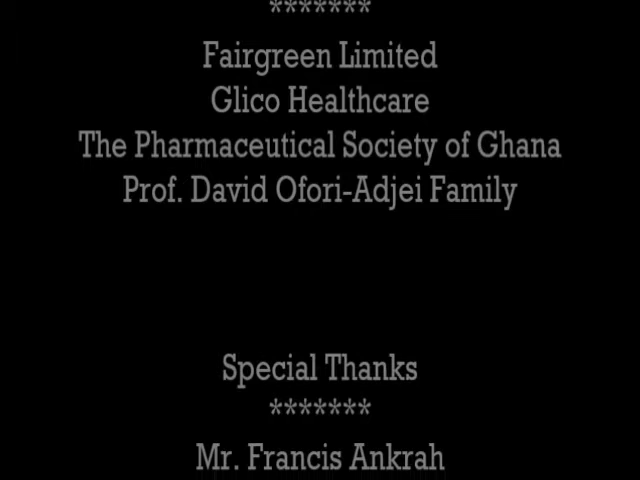 *******
Fairgreen Limited
Glico Healthcare
The Pharmaceutical Society of Ghana
Prof. David Ofori-Adjei Family
Special Thanks
*******
Mr. Francis Ankrah